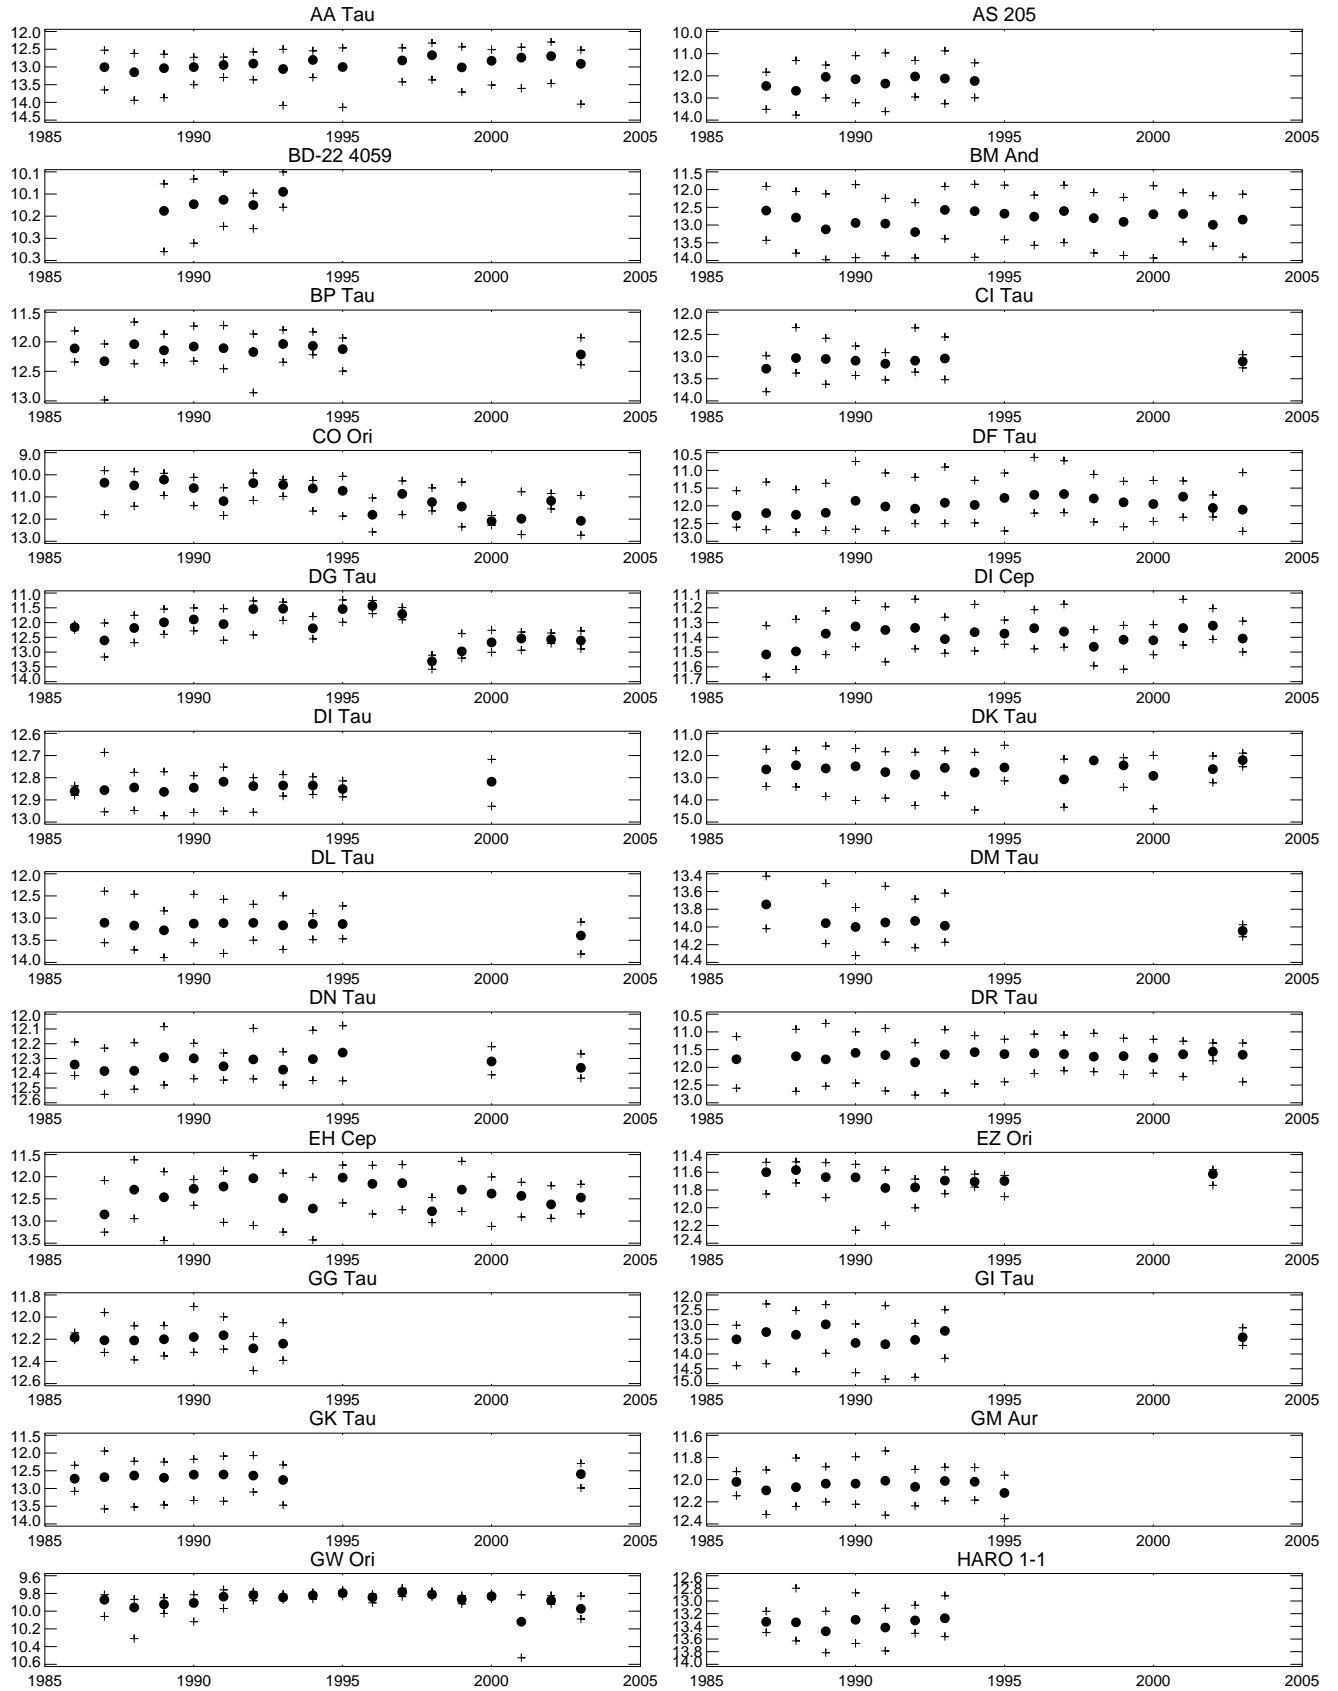 AA Tau
12.0
12.5
13.0
13.5
14.0
14.5
1985 1990 1995 2000 2005
AS 205
10.0
11.0
12.0
13.0
14.0
1985 1990 1995 2000 2005
BD-22 4059
10.1
10.1
10.2
10.3
10.3
1985 1990 1995 2000 2005
BM And
11.5
12.0
12.5
13.0
13.5
14.0
1985 1990 1995 2000 2005
BP Tau
11.5
12.0
12.5
13.0
1985 1990 1995 2000 2005
CI Tau
12.0
12.5
13.0
13.5
14.0
1985 1990 1995 2000 2005
CO Ori
9.0
10.0
11.0
12.0
13.0
1985 1990 1995 2000 2005
DF Tau
10.5
11.0
11.5
12.0
12.5
13.0
1985 1990 1995 2000 2005
DG Tau
11.0
11.5
12.0
12.5
13.0
13.5
14.0
1985 1990 1995 2000 2005
DI Cep
11.1
11.2
11.3
11.4
11.5
11.6
11.7
1985 1990 1995 2000 2005
DI Tau
12.6
12.7
12.8
12.9
13.0
1985 1990 1995 2000 2005
DK Tau
11.0
12.0
13.0
14.0
15.0
1985 1990 1995 2000 2005
DL Tau
12.0
12.5
13.0
13.5
14.0
1985 1990 1995 2000 2005
DM Tau
13.4
13.6
13.8
14.0
14.2
14.4
1985 1990 1995 2000 2005
DN Tau
12.0
12.1
12.2
12.3
12.4
12.5
12.6
1985 1990 1995 2000 2005
DR Tau
10.5
11.0
11.5
12.0
12.5
13.0
1985 1990 1995 2000 2005
EH Cep
11.5
12.0
12.5
13.0
13.5
1985 1990 1995 2000 2005
EZ Ori
11.4
11.6
11.8
12.0
12.2
12.4
1985 1990 1995 2000 2005
GG Tau
11.8
12.0
12.2
12.4
12.6
1985 1990 1995 2000 2005
GI Tau
12.0
12.5
13.0
13.5
14.0
14.5
15.0
1985 1990 1995 2000 2005
GK Tau
11.5
12.0
12.5
13.0
13.5
14.0
1985 1990 1995 2000 2005
GM Aur
11.6
11.8
12.0
12.2
12.4
1985 1990 1995 2000 2005
GW Ori
9.6
9.8
10.0
10.2
10.4
10.6
1985 1990 1995 2000 2005
HARO 1-1
12.6
12.8
13.0
13.2
13.4
13.6
13.8
14.0
1985 1990 1995 2000 2005